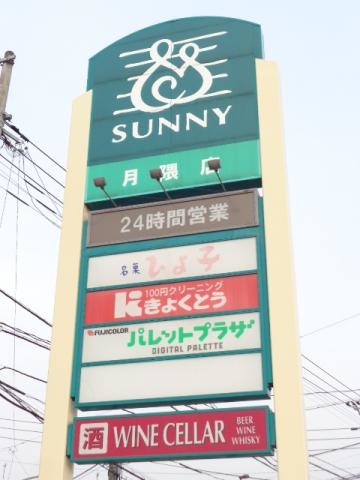 SUNNY
月隈店
24時間営業
名菓 ひよ子
100円クリーニング
きょくとう
FUJICOLOR パレットプラザ
DIGITAL PALETTE
酒 WINE CELLAR
BEER
WINE
WHISKY